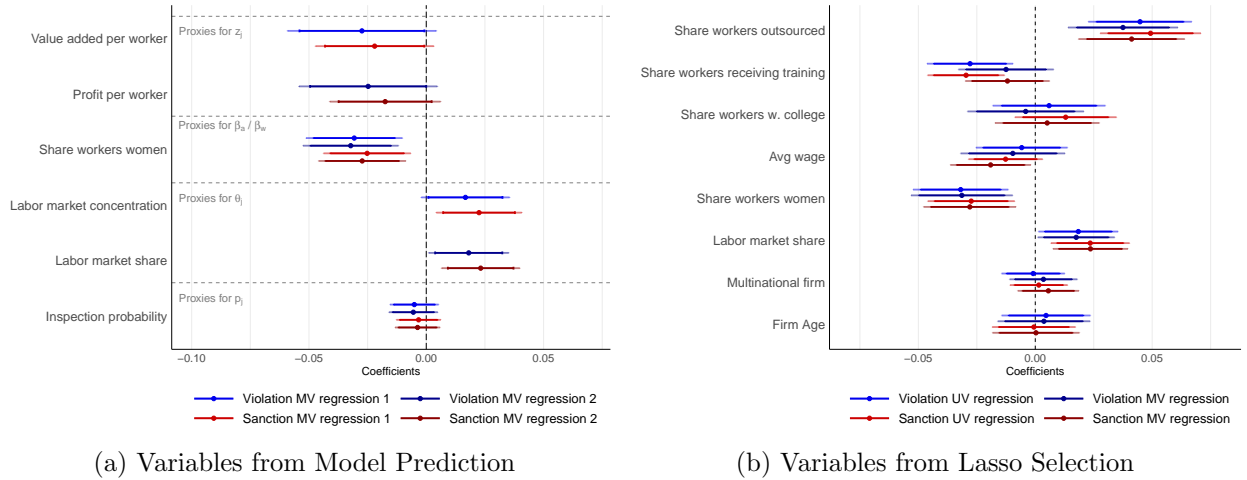 Proxies for zj
Value added per worker
Profit per worker
Proxies for βa / βw
Share workers women
Proxies for θj
Labor market concentration
Labor market share
Proxies for pj
Inspection probability
−0.10 −0.05 0.00 0.05
Coefficients
Violation MV regression 1 Violation MV regression 2
Sanction MV regression 1 Sanction MV regression 2
(a) Variables from Model Prediction
Share workers outsourced
Share workers receiving training
Share workers w. college
Avg wage
Share workers women
Labor market share
Multinational firm
Firm Age
−0.05 0.00 0.05
Coefficients
Violation UV regression Violation MV regression
Sanction UV regression Sanction MV regression
(b) Variables from Lasso Selection